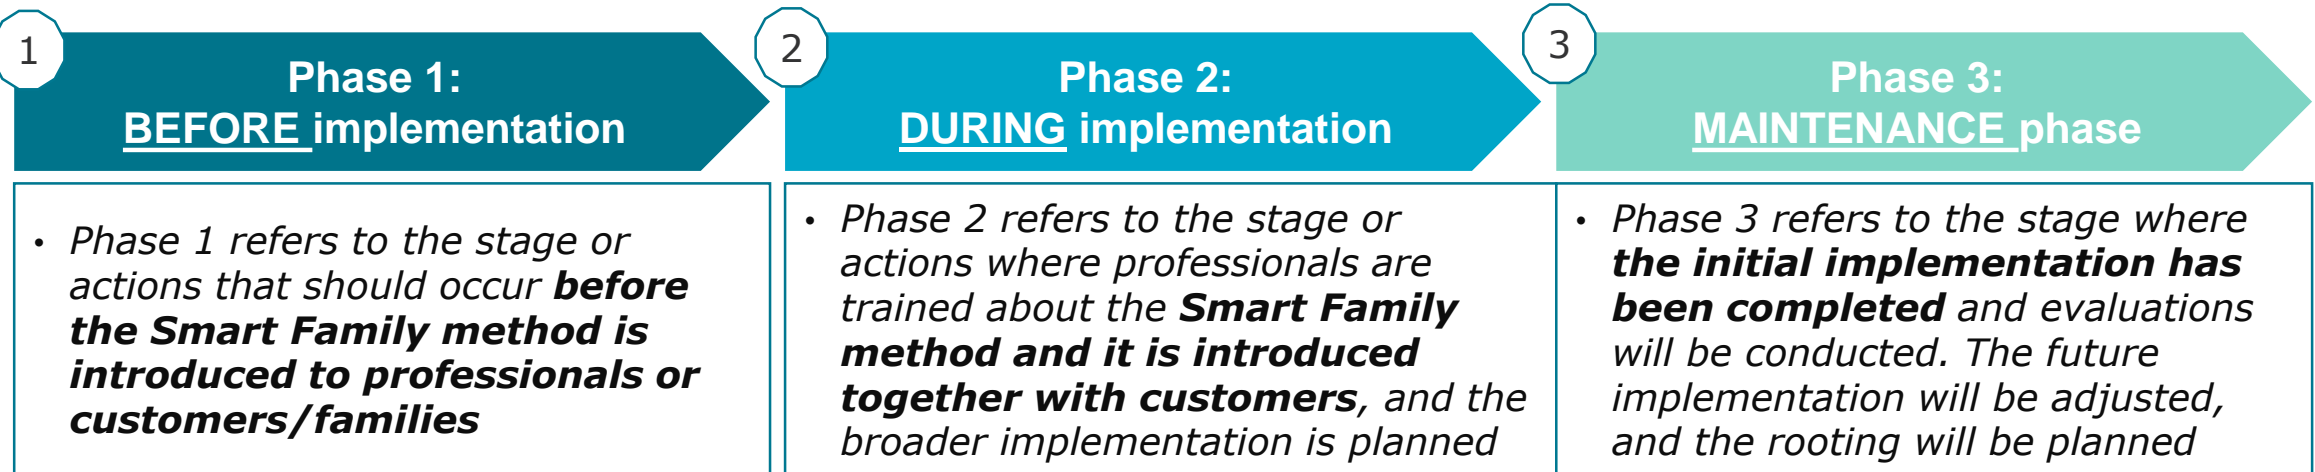 1
Phase 1:
BEFORE implementation
• Phase 1 refers to the stage or
actions that should occur before
the Smart Family method is
introduced to professionals or
customers/families
2
Phase 2:
DURING implementation
• Phase 2 refers to the stage or
actions where professionals are
trained about the Smart Family
method and it is introduced
together with customers, and the
broader implementation is planned
3
Phase 3:
MAINTENANCE phase
• Phase 3 refers to the stage where
the initial implementation has
been completed and evaluations
will be conducted. The future
implementation will be adjusted,
and the rooting will be planned